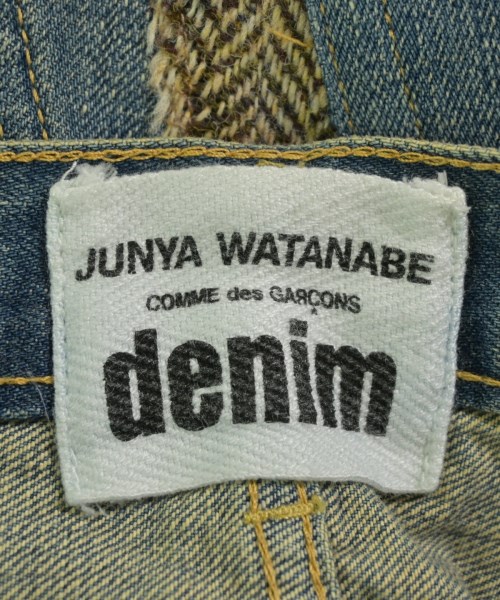 JUNYA WATANABE
COMME des GARÇONS
denim